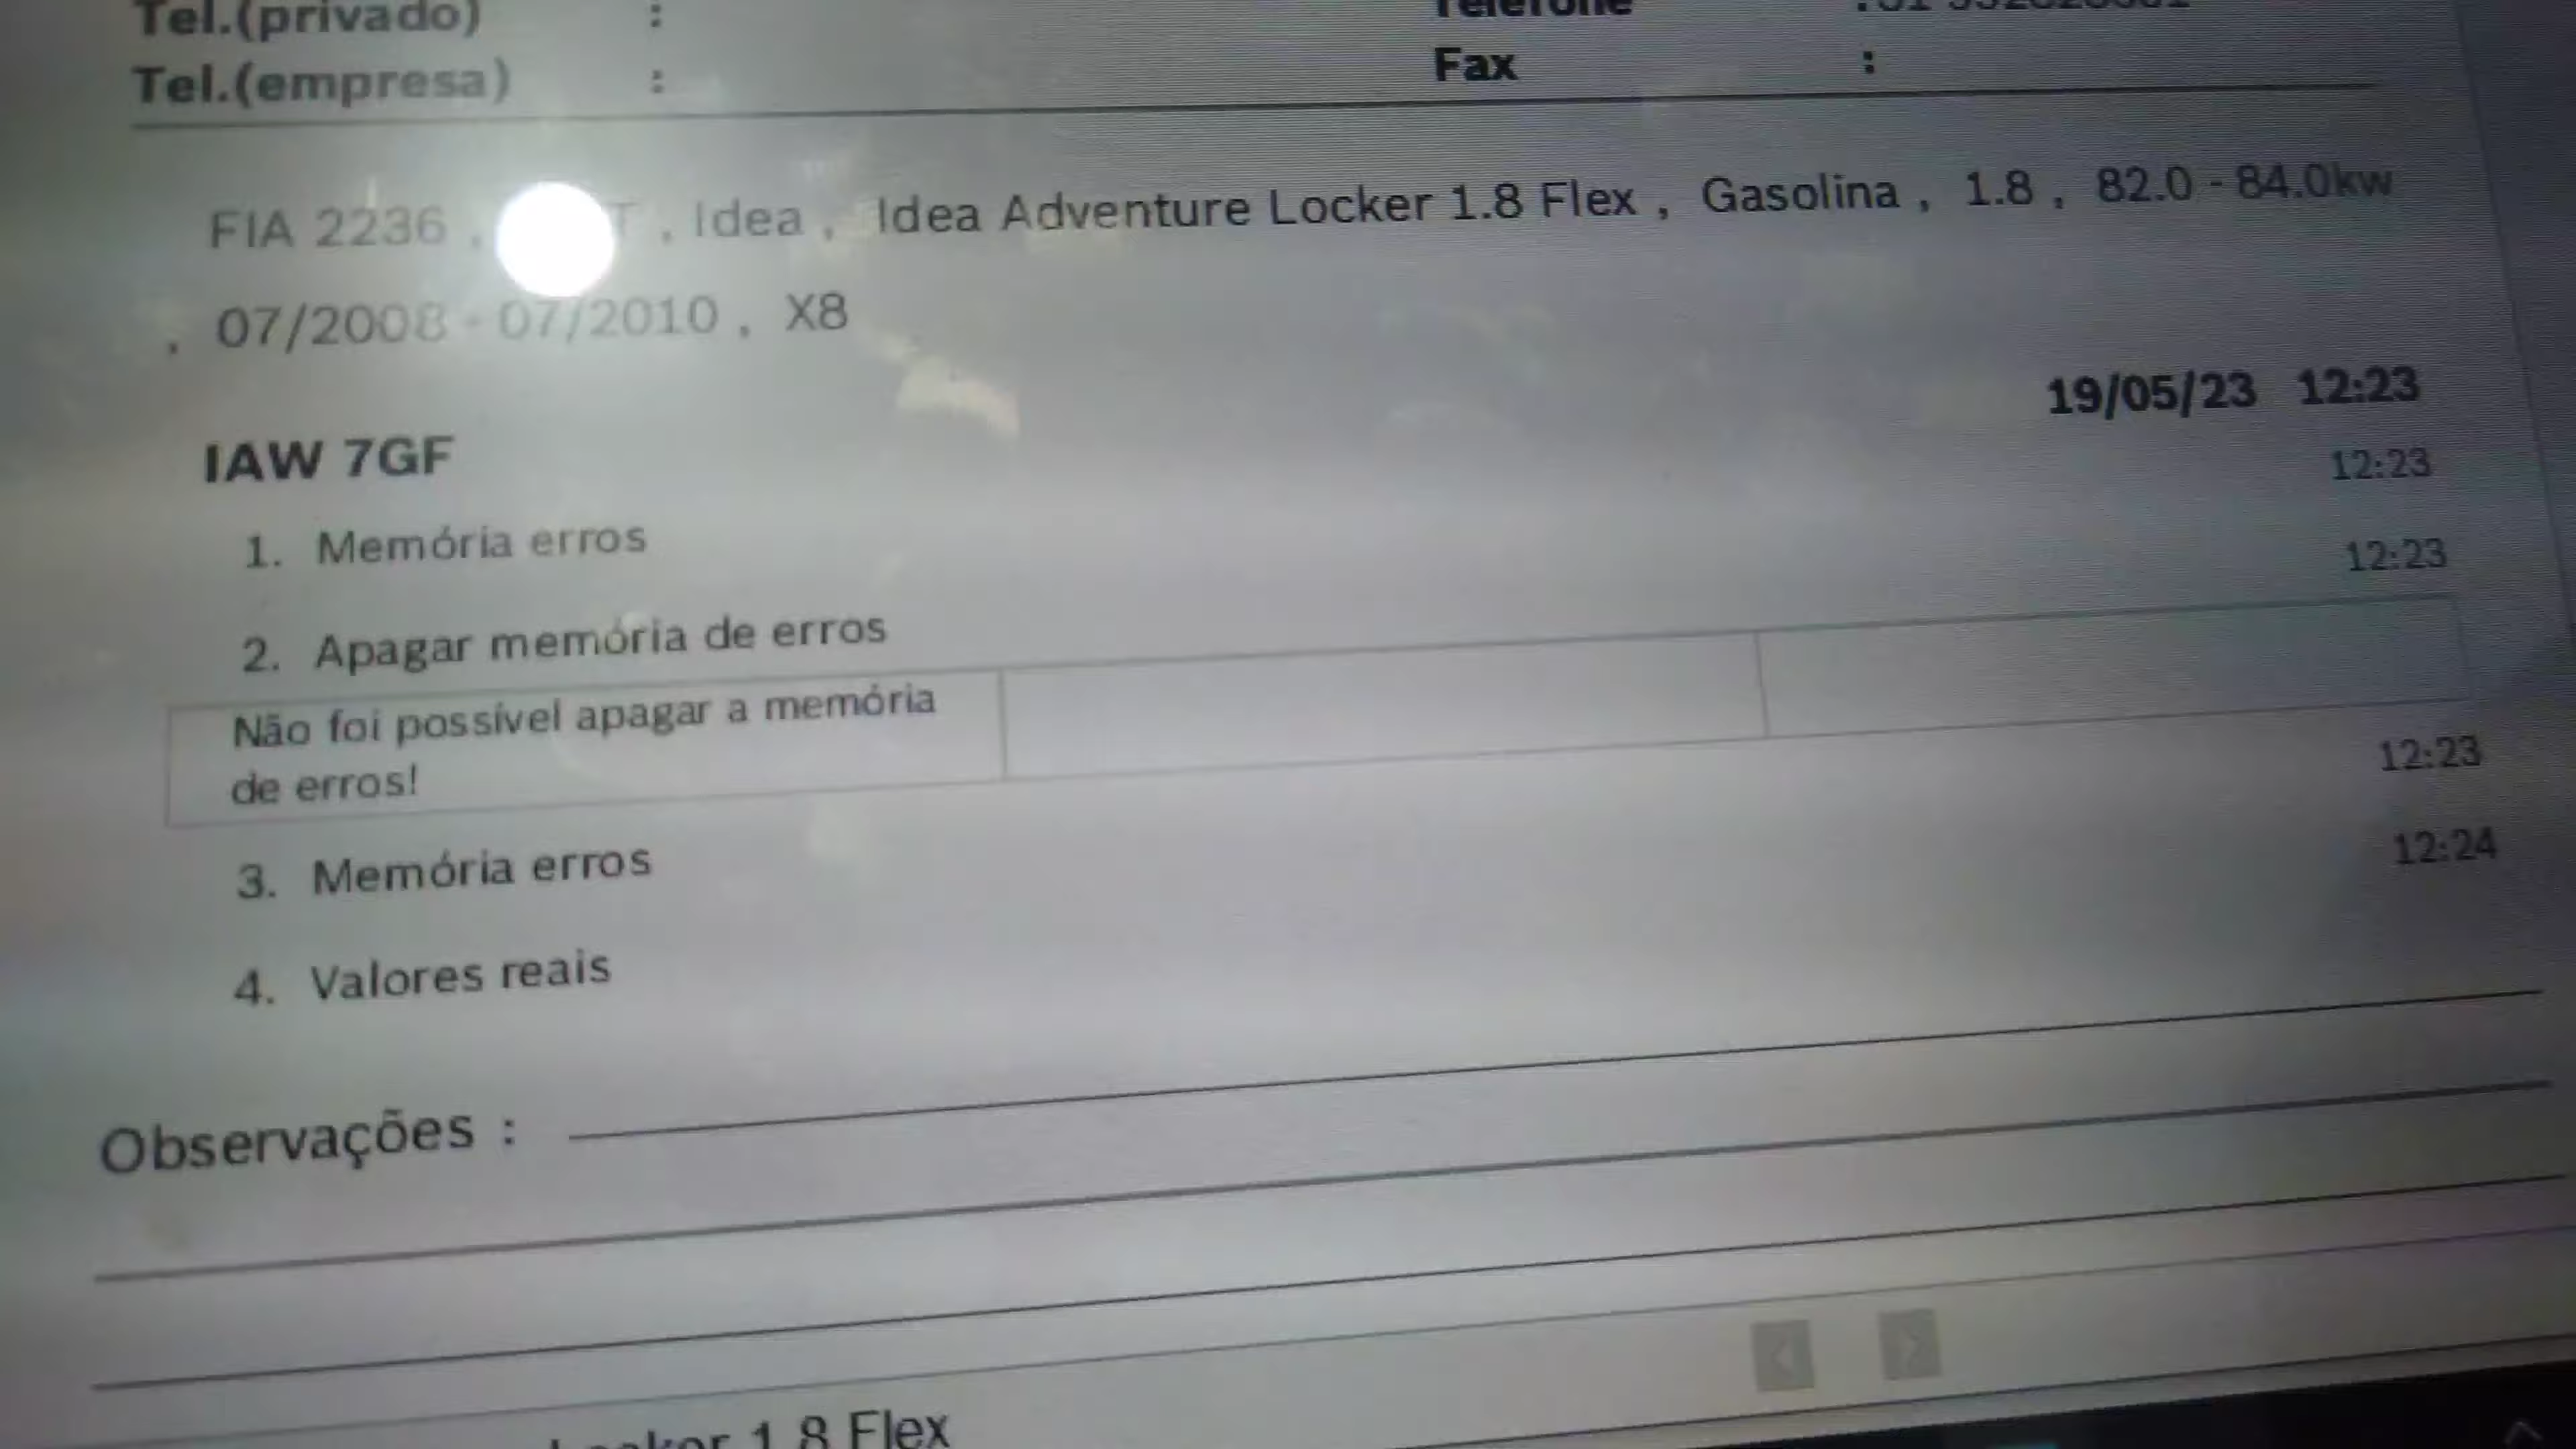 Tel.(privado) :
Telefone
Tel.(empresa) :
Fax :
FIA 2236 , , Idea , Idea Adventure Locker 1.8 Flex , Gasolina , 1.8 , 82.0 - 84.0kw
, 07/2008 - 07/2010 , X8
19/05/23 12:23
IAW 7GF
12:23
1. Memória erros
12:23
2. Apagar memória de erros
Não foi possível apagar a memória
de erros!
12:23
3. Memória erros
12:24
4. Valores reais
Observações :
1.8 Flex